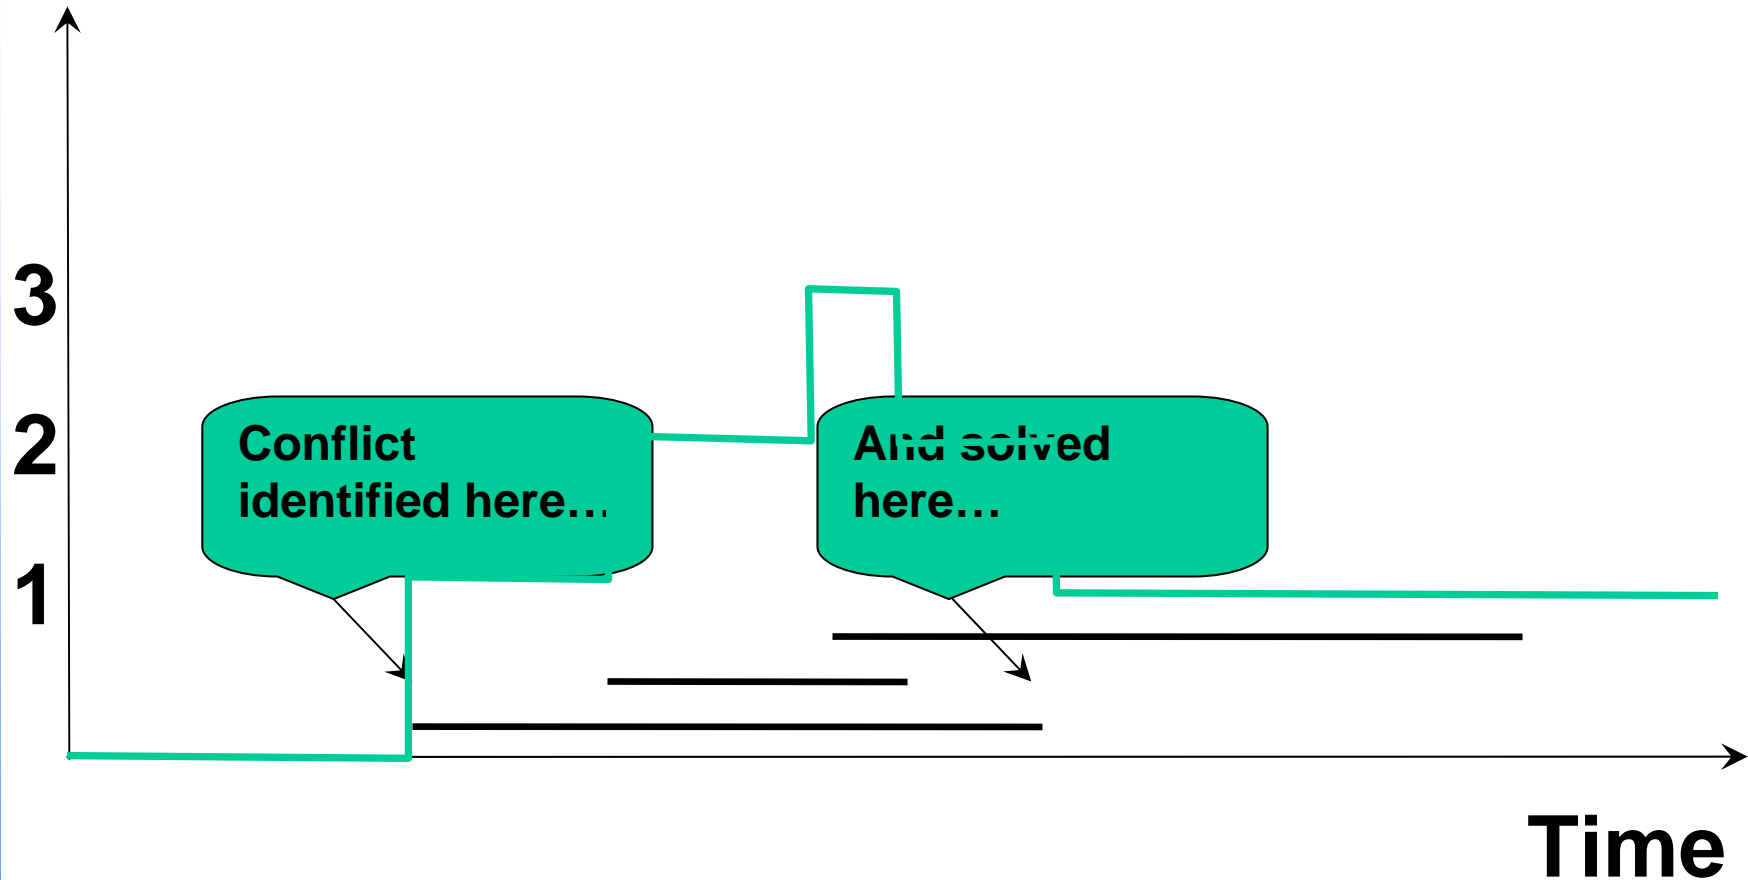 3
2
1
Conflict
identified here…
And solved
here…
Time